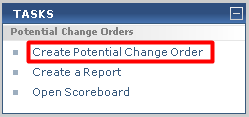 TASKS
Potential Change Orders
Create Potential Change Order
Create a Report
Open Scoreboard